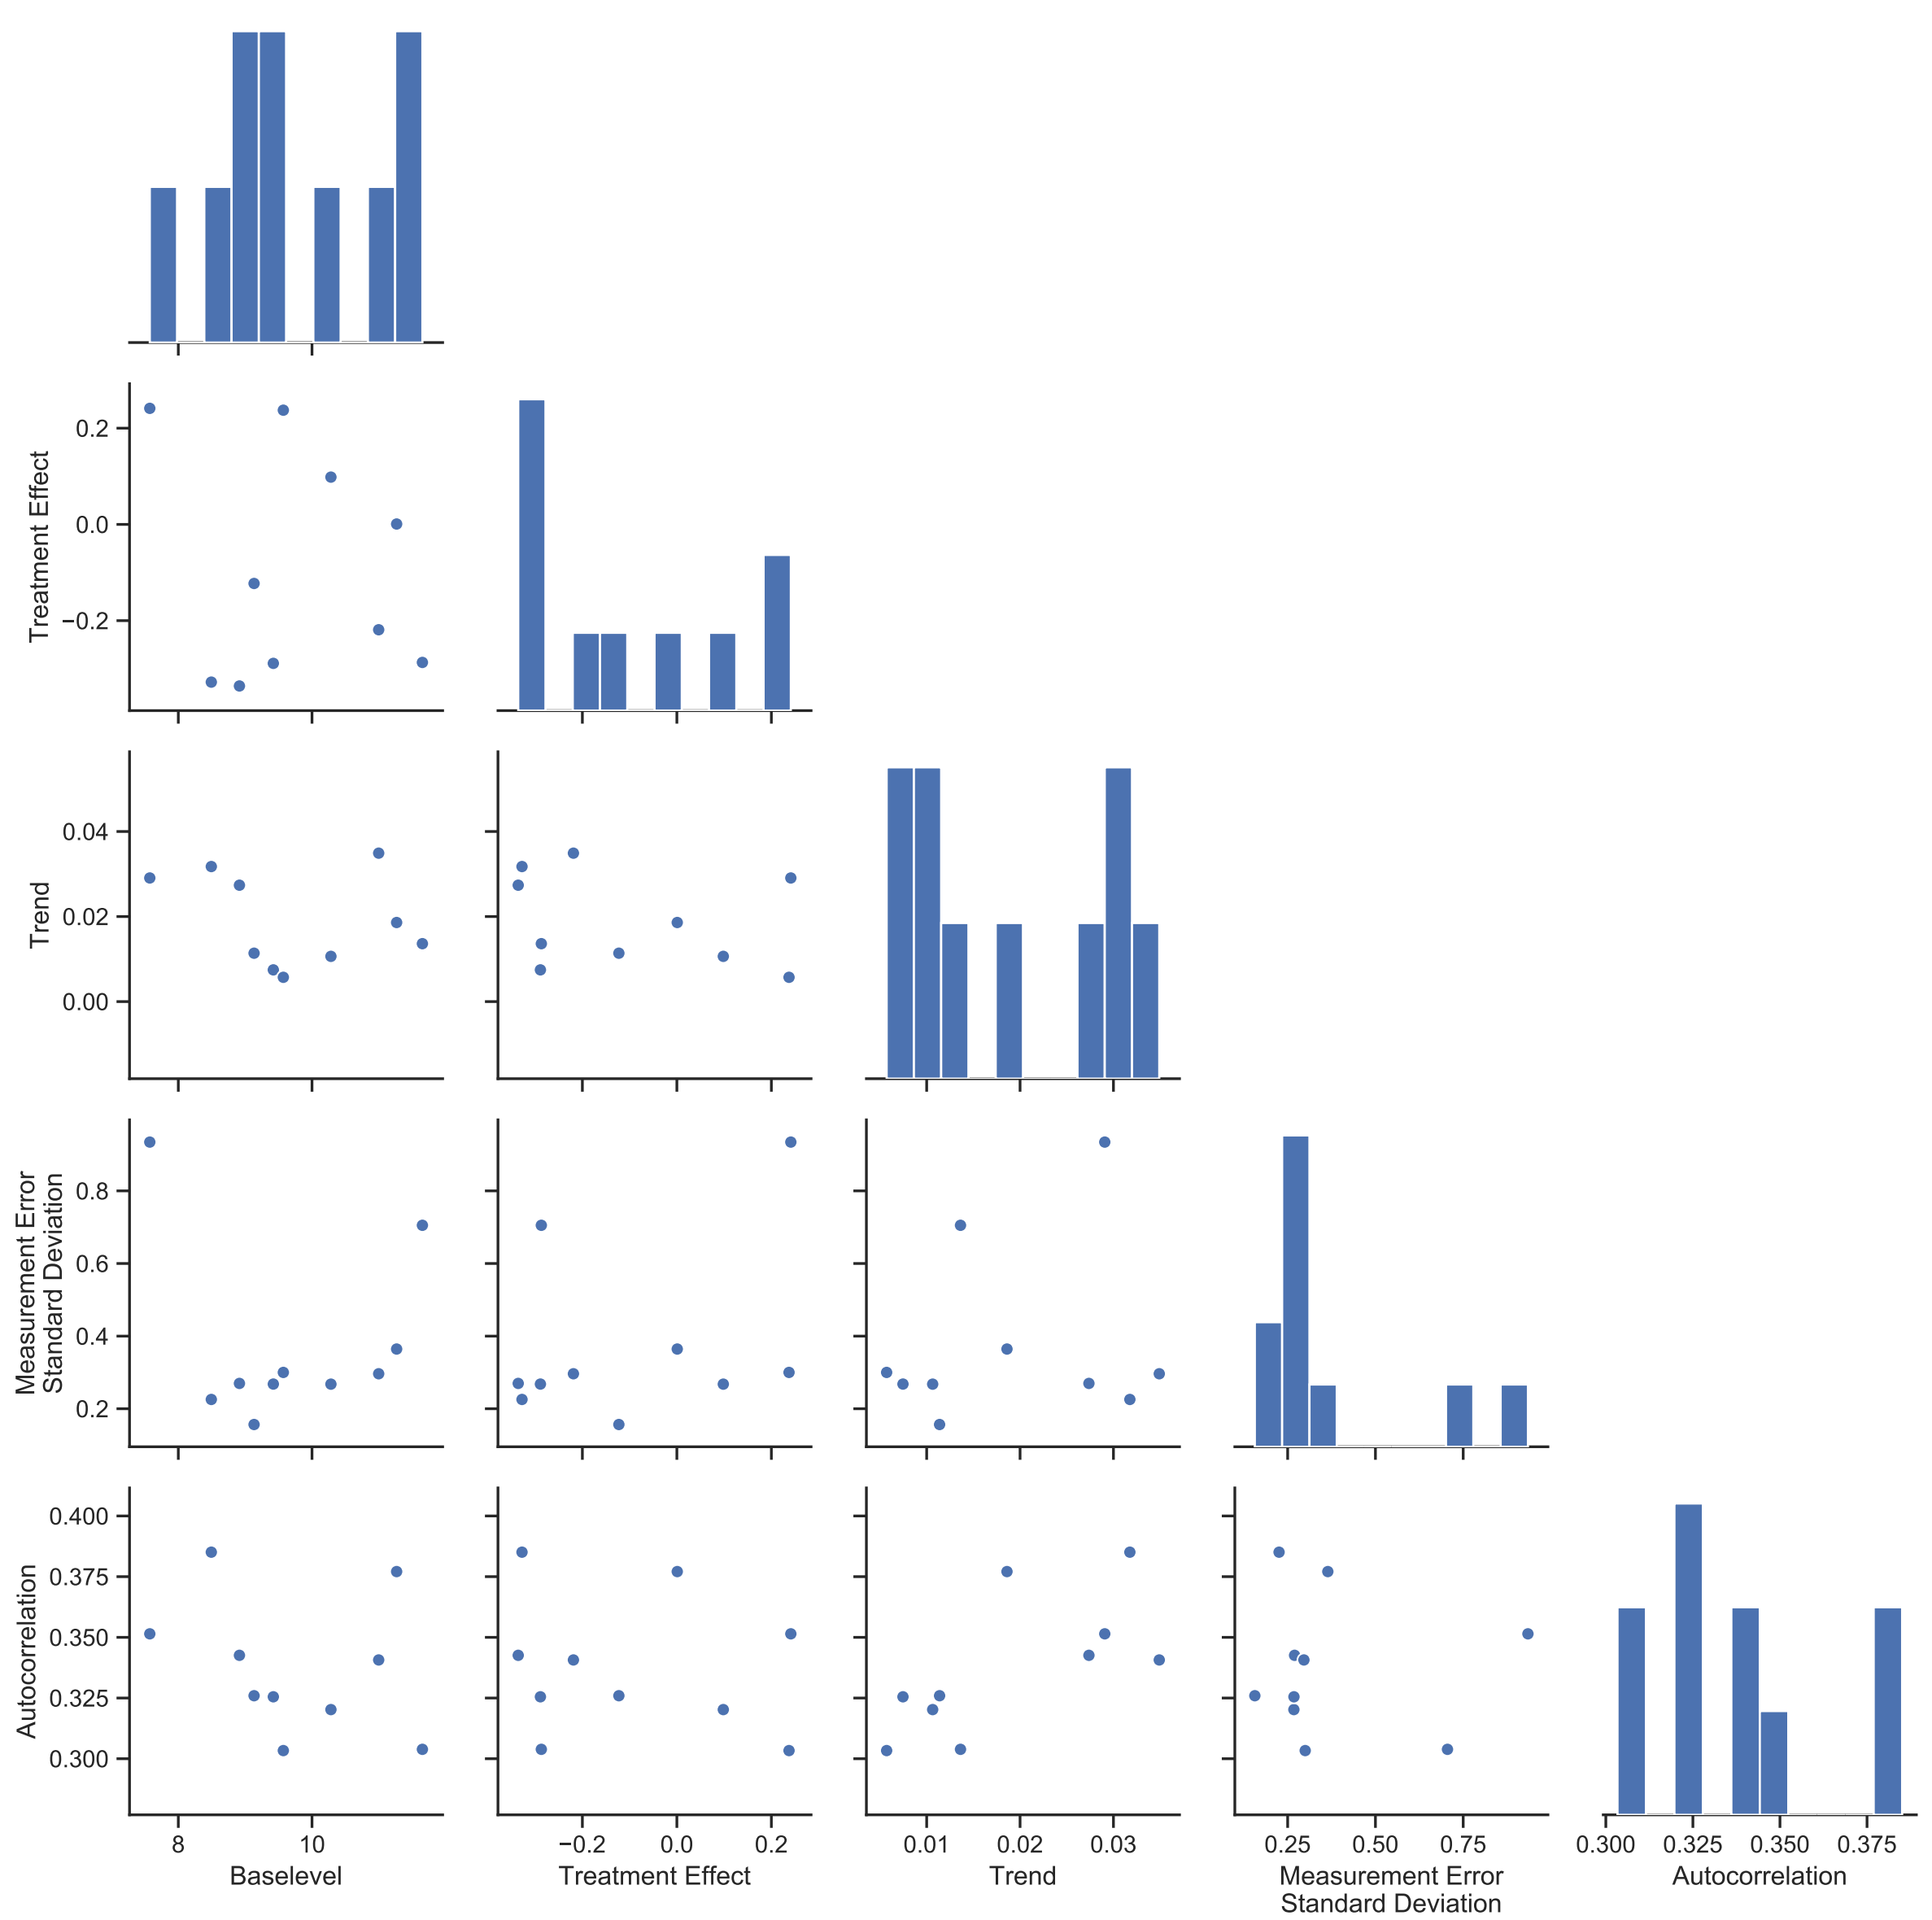 0.2
0.0
−0.2
Treatment Effect
0.04
0.02
0.00
Trend
0.8
0.6
0.4
0.2
Measurement Error
Standard Deviation
0.400
0.375
0.350
0.325
0.300
Autocorrelation
8 10
Baselevel
−0.2 0.0 0.2
Treatment Effect
0.01 0.02 0.03
Trend
0.25 0.50 0.75
Measurement Error
Standard Deviation
0.300 0.325 0.350 0.375
Autocorrelation